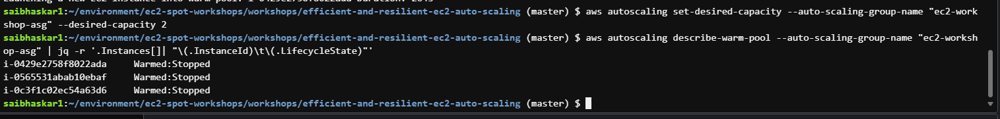 saibhaskar1:~/environment/ec2-spot-workshops/workshops/efficient-and-resilient-ec2-auto-scaling (master) $ aws autoscaling set-desired-capacity --auto-scaling-group-name "ec2-work
shop-asg" --desired-capacity 2
saibhaskar1:~/environment/ec2-spot-workshops/workshops/efficient-and-resilient-ec2-auto-scaling (master) $ aws autoscaling describe-warm-pool --auto-scaling-group-name "ec2-worksh
op-asg" | jq -r '.Instances[]| "\(.InstanceId)\t\(.LifecycleState)"'
i-0429e2758f8022ada     Warmed:Stopped
i-0565531abab10ebaf     Warmed:Stopped
i-0c3f1c02ec54a63d6     Warmed:Stopped
saibhaskar1:~/environment/ec2-spot-workshops/workshops/efficient-and-resilient-ec2-auto-scaling (master) $